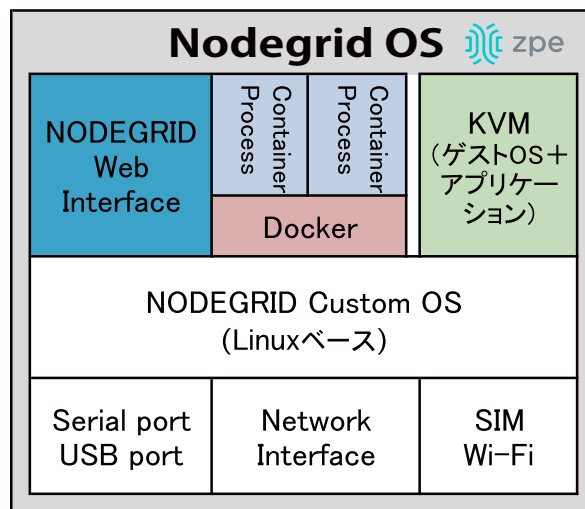 Nodegrid OS zpe
NODEGRID
Web
Interface
Container
Process
Container
Process
Docker
KVM
(ゲストOS＋
アプリケー
ション)
NODEGRID Custom OS
(Linuxベース)
Serial port
USB port
Network
Interface
SIM
Wi-Fi